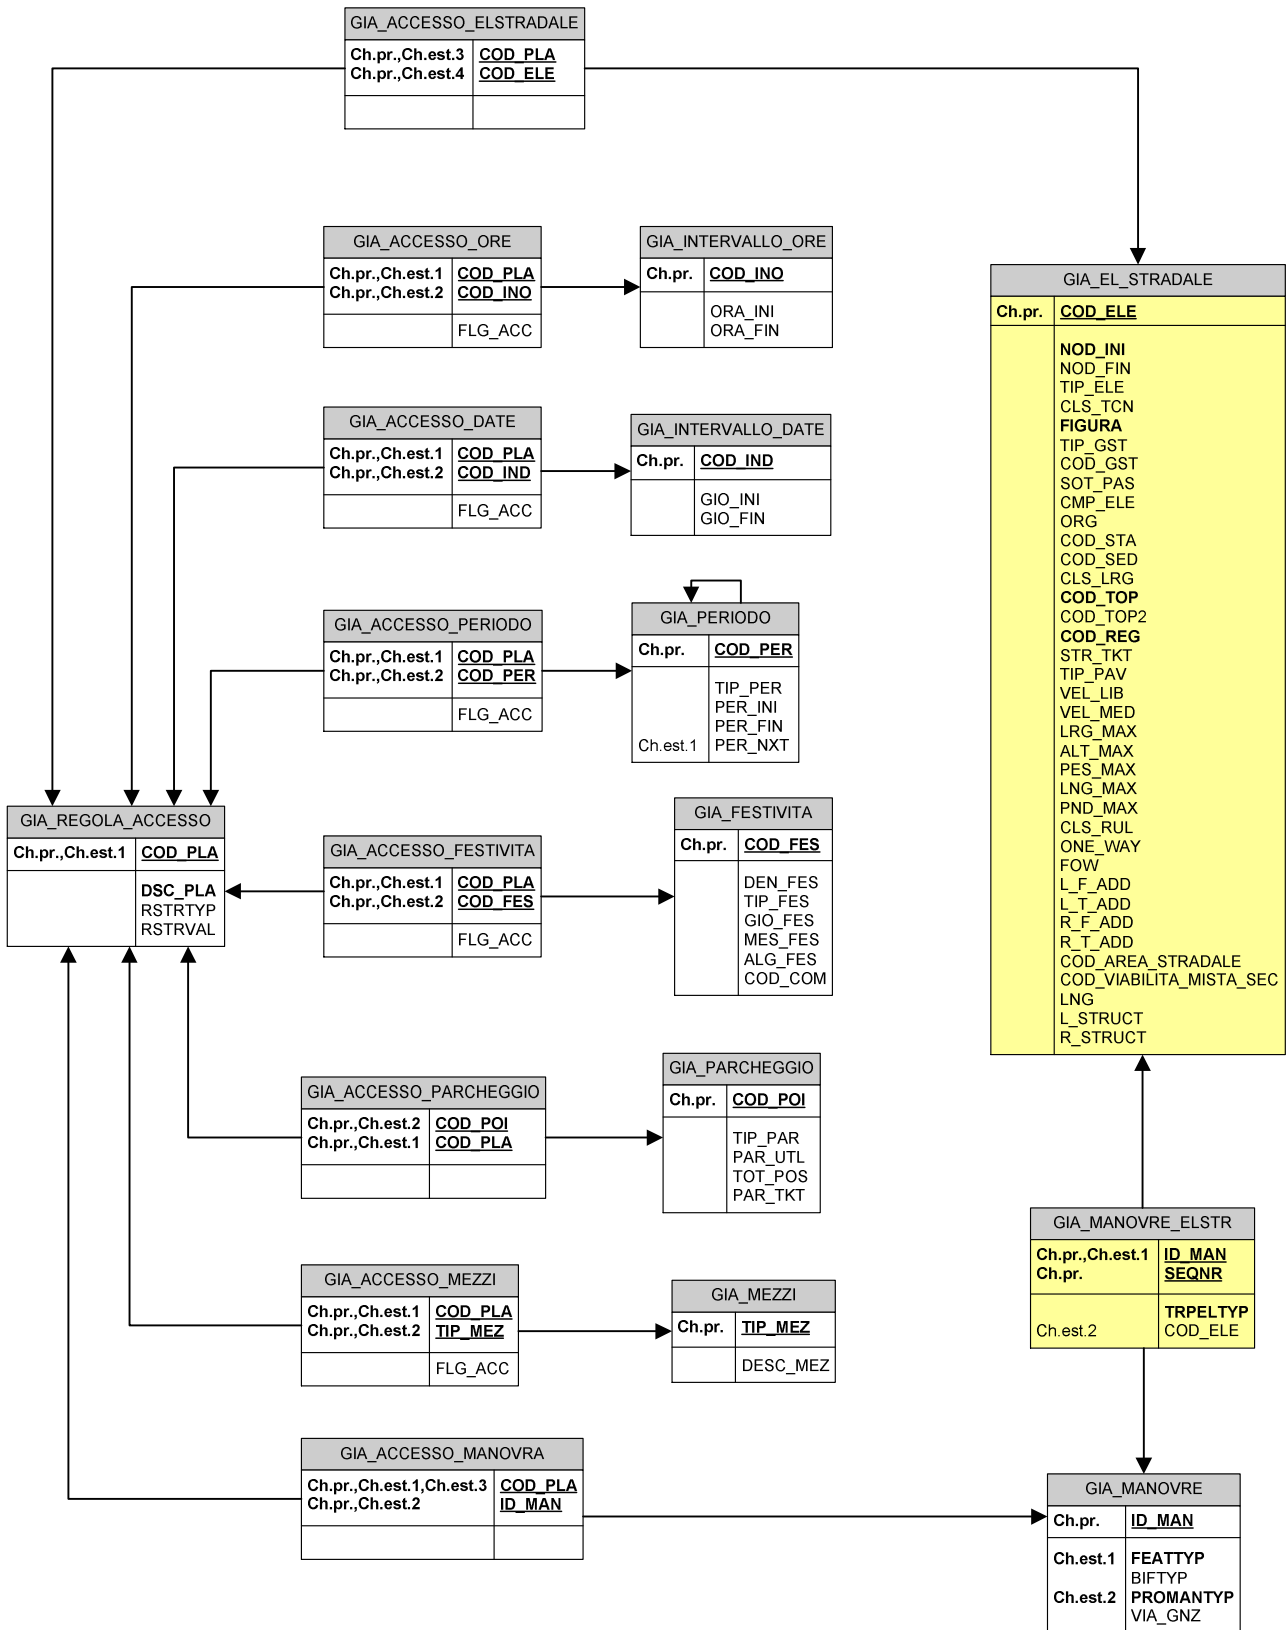 GIA_ACCESSO_ELSTRADALE
Ch.pr.,Ch.est.3 COD_PLA
Ch.pr.,Ch.est.4 COD_ELE
GIA_ACCESSO_ORE
Ch.pr.,Ch.est.1 COD_PLA
Ch.pr.,Ch.est.2 COD_INO
FLG_ACC
GIA_INTERVALLO_ORE
Ch.pr. COD_INO
ORA_INI
ORA_FIN
GIA_ACCESSO_DATE
Ch.pr.,Ch.est.1 COD_PLA
Ch.pr.,Ch.est.2 COD_IND
FLG_ACC
GIA_INTERVALLO_DATE
Ch.pr. COD_IND
GIO_INI
GIO_FIN
GIA_ACCESSO_PERIODO
Ch.pr.,Ch.est.1 COD_PLA
Ch.pr.,Ch.est.2 COD_PER
FLG_ACC
GIA_PERIODO
Ch.pr. COD_PER
TIP_PER
PER_INI
PER_FIN
Ch.est.1 PER_NXT
GIA_REGOLA_ACCESSO
Ch.pr.,Ch.est.1 COD_PLA
DSC_PLA
RSTRTYP
RSTRVAL
GIA_ACCESSO_FESTIVITA
Ch.pr.,Ch.est.1 COD_PLA
Ch.pr.,Ch.est.2 COD_FES
FLG_ACC
GIA_FESTIVITA
Ch.pr. COD_FES
DEN_FES
TIP_FES
GIO_FES
MES_FES
ALG_FES
COD_COM
GIA_ACCESSO_PARCHEGGIO
Ch.pr.,Ch.est.2 COD_POI
Ch.pr.,Ch.est.1 COD_PLA
GIA_PARCHEGGIO
Ch.pr. COD_POI
TIP_PAR
PAR_UTL
TOT_POS
PAR_TKT
GIA_ACCESSO_MEZZI
Ch.pr.,Ch.est.1 COD_PLA
Ch.pr.,Ch.est.2 TIP_MEZ
FLG_ACC
GIA_MEZZI
Ch.pr. TIP_MEZ
DESC_MEZ
GIA_ACCESSO_MANOVRA
Ch.pr.,Ch.est.1,Ch.est.3 COD_PLA
Ch.pr.,Ch.est.2 ID_MAN
GIA_EL_STRADALE
Ch.pr. COD_ELE
NOD_INI
NOD_FIN
TIP_ELE
CLS_TCN
FIGURA
TIP_GST
COD_GST
SOT_PAS
CMP_ELE
ORG
COD_STA
COD_SED
CLS_LRG
COD_TOP
COD_TOP2
COD_REG
STR_TKT
TIP_PAV
VEL_LIB
VEL_MED
LRG_MAX
ALT_MAX
PES_MAX
LNG_MAX
PND_MAX
CLS_RUL
ONE_WAY
FOW
L_F_ADD
L_T_ADD
R_F_ADD
R_T_ADD
COD_AREA_STRADALE
COD_VIABILITA_MISTA_SEC
LNG
L_STRUCT
R_STRUCT
GIA_MANOVRE_ELSTR
Ch.pr.,Ch.est.1 ID_MAN
Ch.pr. SEQNR
TRPELTYP
Ch.est.2 COD_ELE
GIA_MANOVRE
Ch.pr. ID_MAN
Ch.est.1 FEATTYP
BIFTYP
Ch.est.2 PROMANTYP
VIA_GNZ